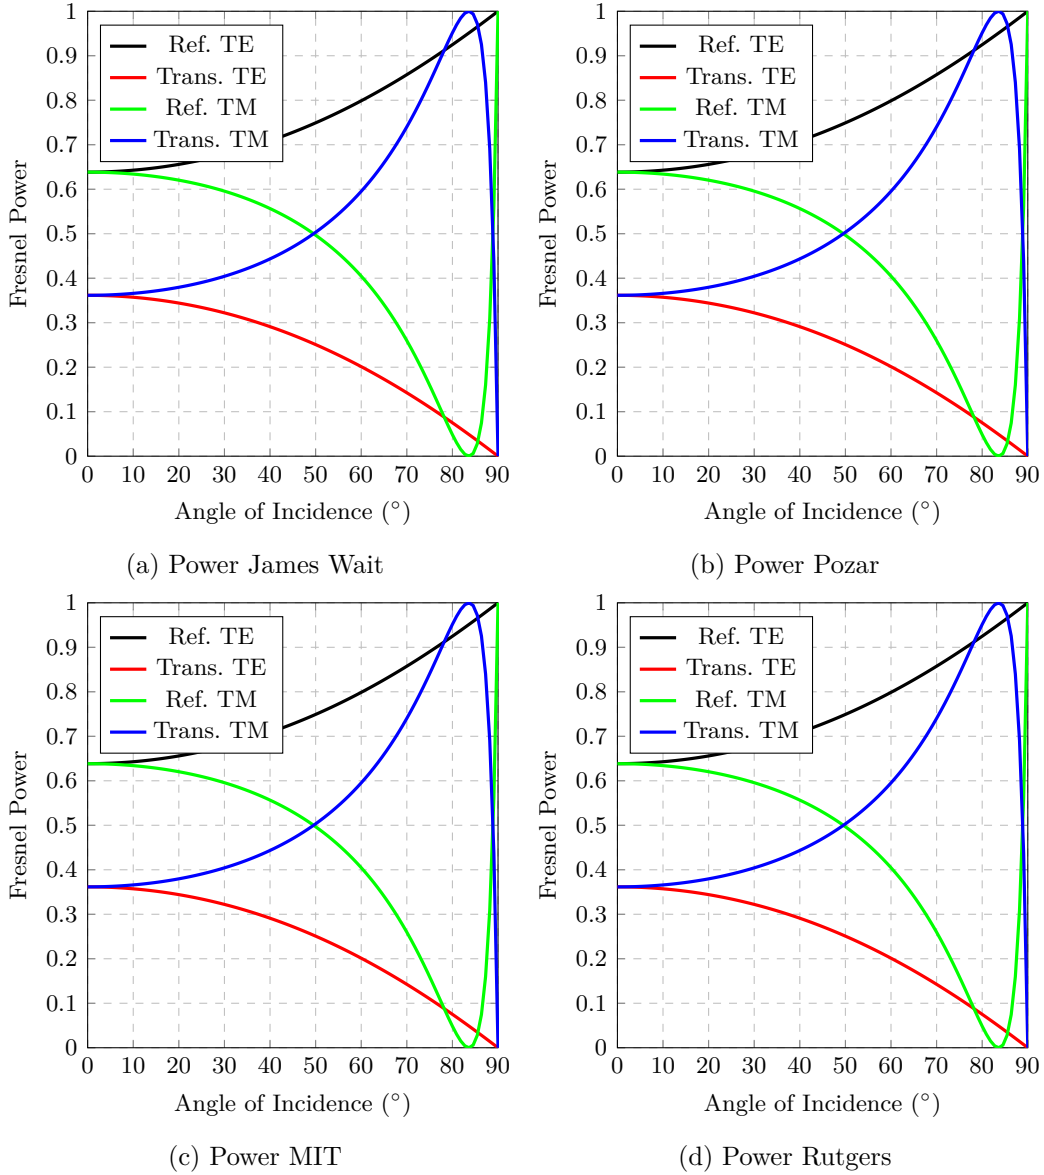 1
0.9
0.8
0.7
0.6
0.5
0.4
0.3
0.2
0.1
0
Fresnel Power
Ref. TE
Trans. TE
Ref. TM
Trans. TM
0 10 20 30 40 50 60 70 80 90
Angle of Incidence (°)
(a) Power James Wait
1
0.9
0.8
0.7
0.6
0.5
0.4
0.3
0.2
0.1
0
Fresnel Power
Ref. TE
Trans. TE
Ref. TM
Trans. TM
0 10 20 30 40 50 60 70 80 90
Angle of Incidence (°)
(b) Power Pozar
1
0.9
0.8
0.7
0.6
0.5
0.4
0.3
0.2
0.1
0
Fresnel Power
Ref. TE
Trans. TE
Ref. TM
Trans. TM
0 10 20 30 40 50 60 70 80 90
Angle of Incidence (°)
(c) Power MIT
1
0.9
0.8
0.7
0.6
0.5
0.4
0.3
0.2
0.1
0
Fresnel Power
Ref. TE
Trans. TE
Ref. TM
Trans. TM
0 10 20 30 40 50 60 70 80 90
Angle of Incidence (°)
(d) Power Rutgers